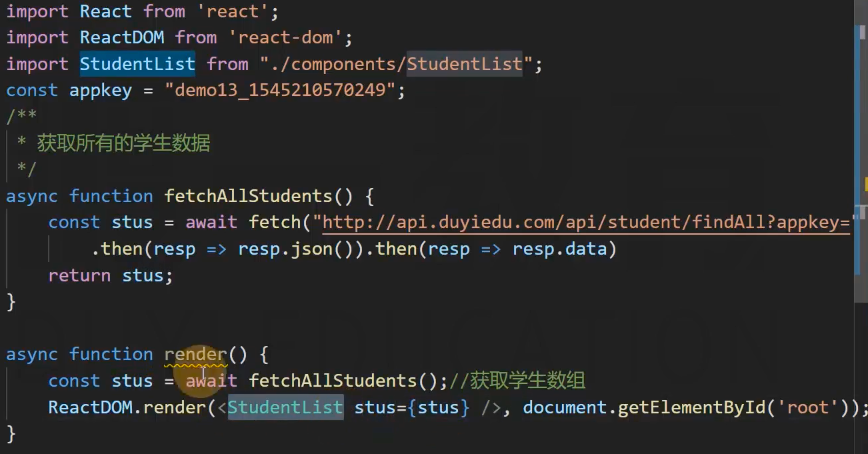 import React from 'react';
import ReactDOM from 'react-dom';
import StudentList from "./components/StudentList";
const appkey = "demo13_1545210570249";
/**
 * 获取所有的学生数据
 */
async function fetchAllStudents() {
    const stus = await fetch("http://api.duyiedu.com/api/student/findAll?appkey="
        .then(resp => resp.json()).then(resp => resp.data)
    return stus;
}
async function render() {
    const stus = await fetchAllStudents();//获取学生数组
    ReactDOM.render(<StudentList stus={stus} />, document.getElementById('root'));
}